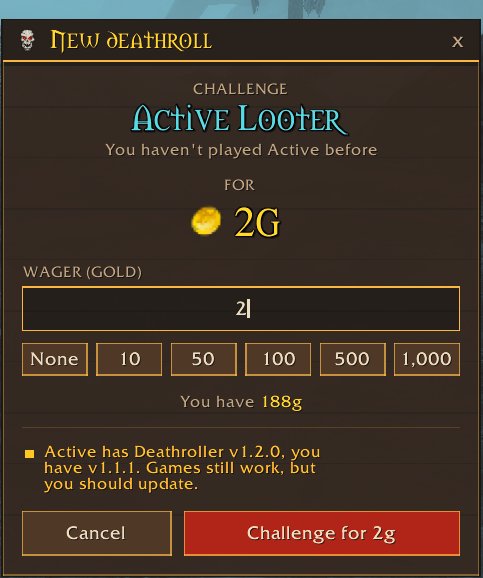 New deathroll
x
CHALLENGE
Active Looter
You haven't played Active before
FOR
2G
WAGER (GOLD)
2
None 10 50 100 500 1,000
You have 188g
Active has Deathroller v1.2.0, you
have v1.1.1. Games still work, but
you should update.
Cancel Challenge for 2g